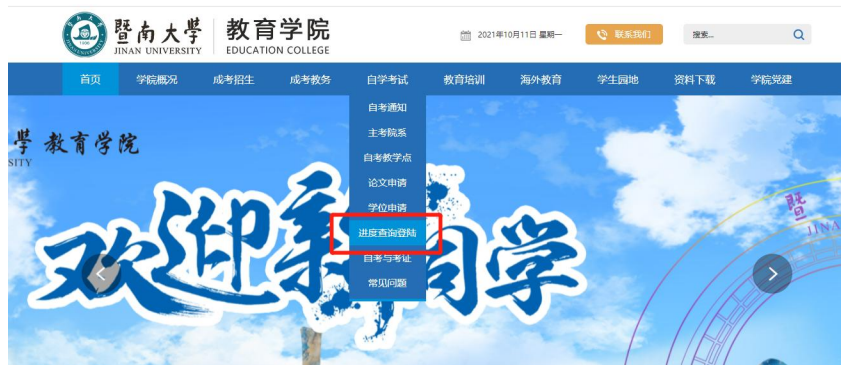 暨南大學 教育学院
JINAN UNIVERSITY EDUCATION COLLEGE
2021年10月11日 星期一
联系我们
搜索...
首页 学院概况 成考招生 成考教务 自学考试 教育培训 海外教育 学生园地 资料下载 学院党建
自考通知
主考院系
自考教学点
论文申请
学位申请
进度查询登陆
自考与考证
常见问题
學 教育学院
SITY
欢迎新同学
暨
JINA